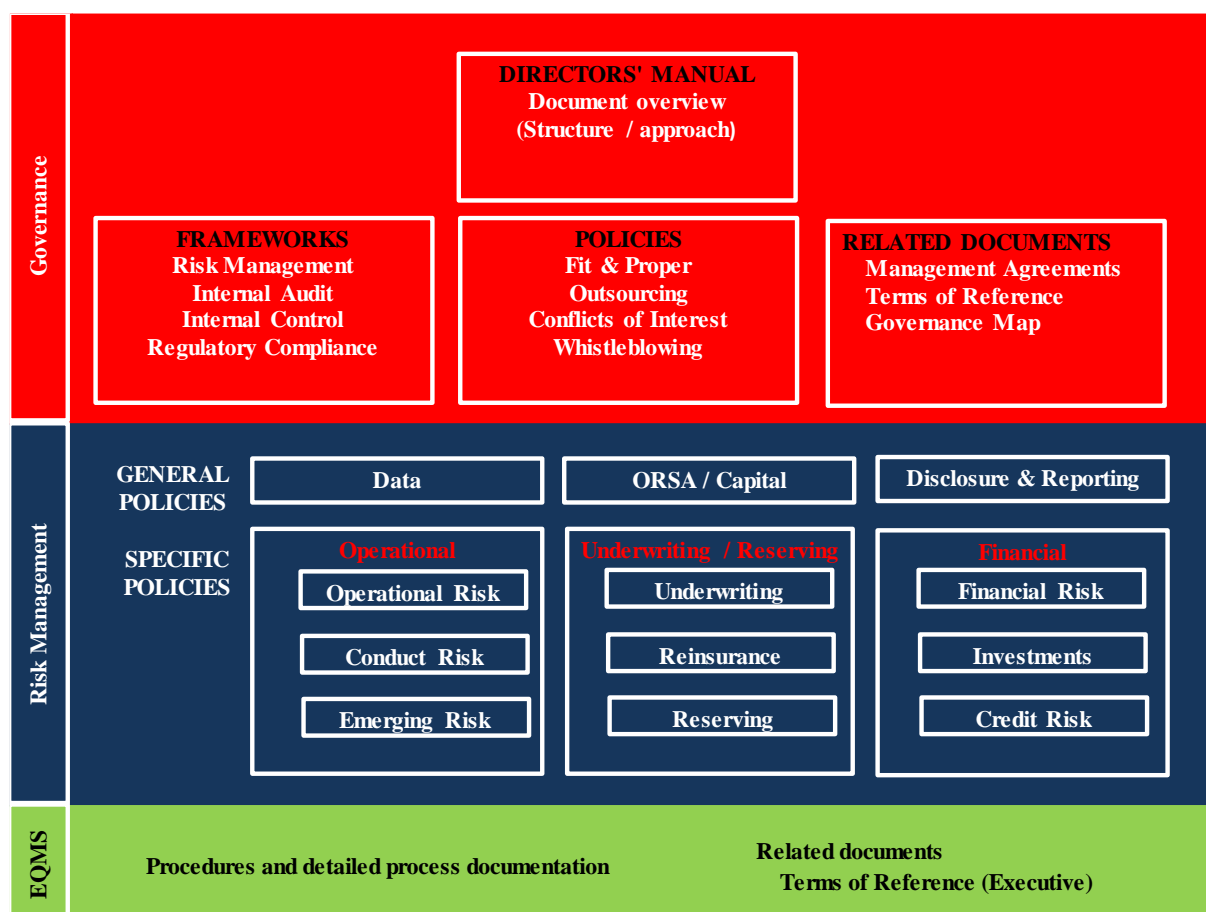 Governance
DIRECTORS' MANUAL
Document overview
(Structure / approach)
FRAMEWORKS
Risk Management
Internal Audit
Internal Control
Regulatory Compliance
POLICIES
Fit & Proper
Outsourcing
Conflicts of Interest
Whistleblowing
RELATED DOCUMENTS
Management Agreements
Terms of Reference
Governance Map
Risk Management
GENERAL
POLICIES
Data
ORSA / Capital
Disclosure & Reporting
SPECIFIC
POLICIES
Operational
Operational Risk
Conduct Risk
Emerging Risk
Underwriting / Reserving
Underwriting
Reinsurance
Reserving
Financial
Financial Risk
Investments
Credit Risk
EQMS
Procedures and detailed process documentation
Related documents
Terms of Reference (Executive)